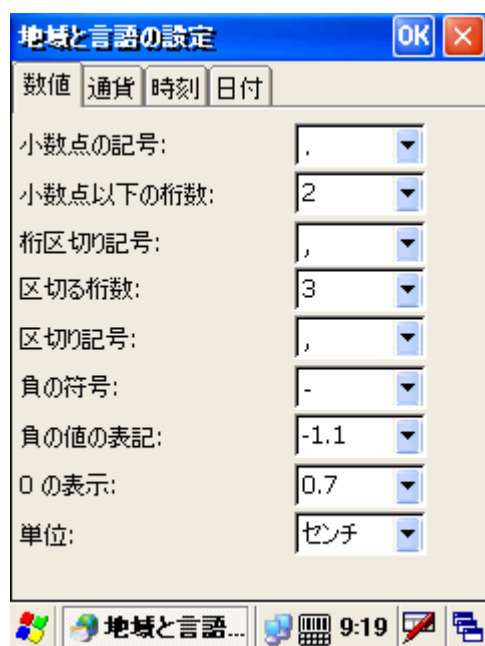 地域と言語の設定 OK
数値 通貨 時刻 日付
小数点の記号: .
小数点以下の桁数: 2
桁区切り記号: ,
区切る桁数: 3
区切り記号: ,
負の符号: -
負の値の表記: -1.1
0 の表示: 0.7
単位: センチ
地域と言語... 9:19